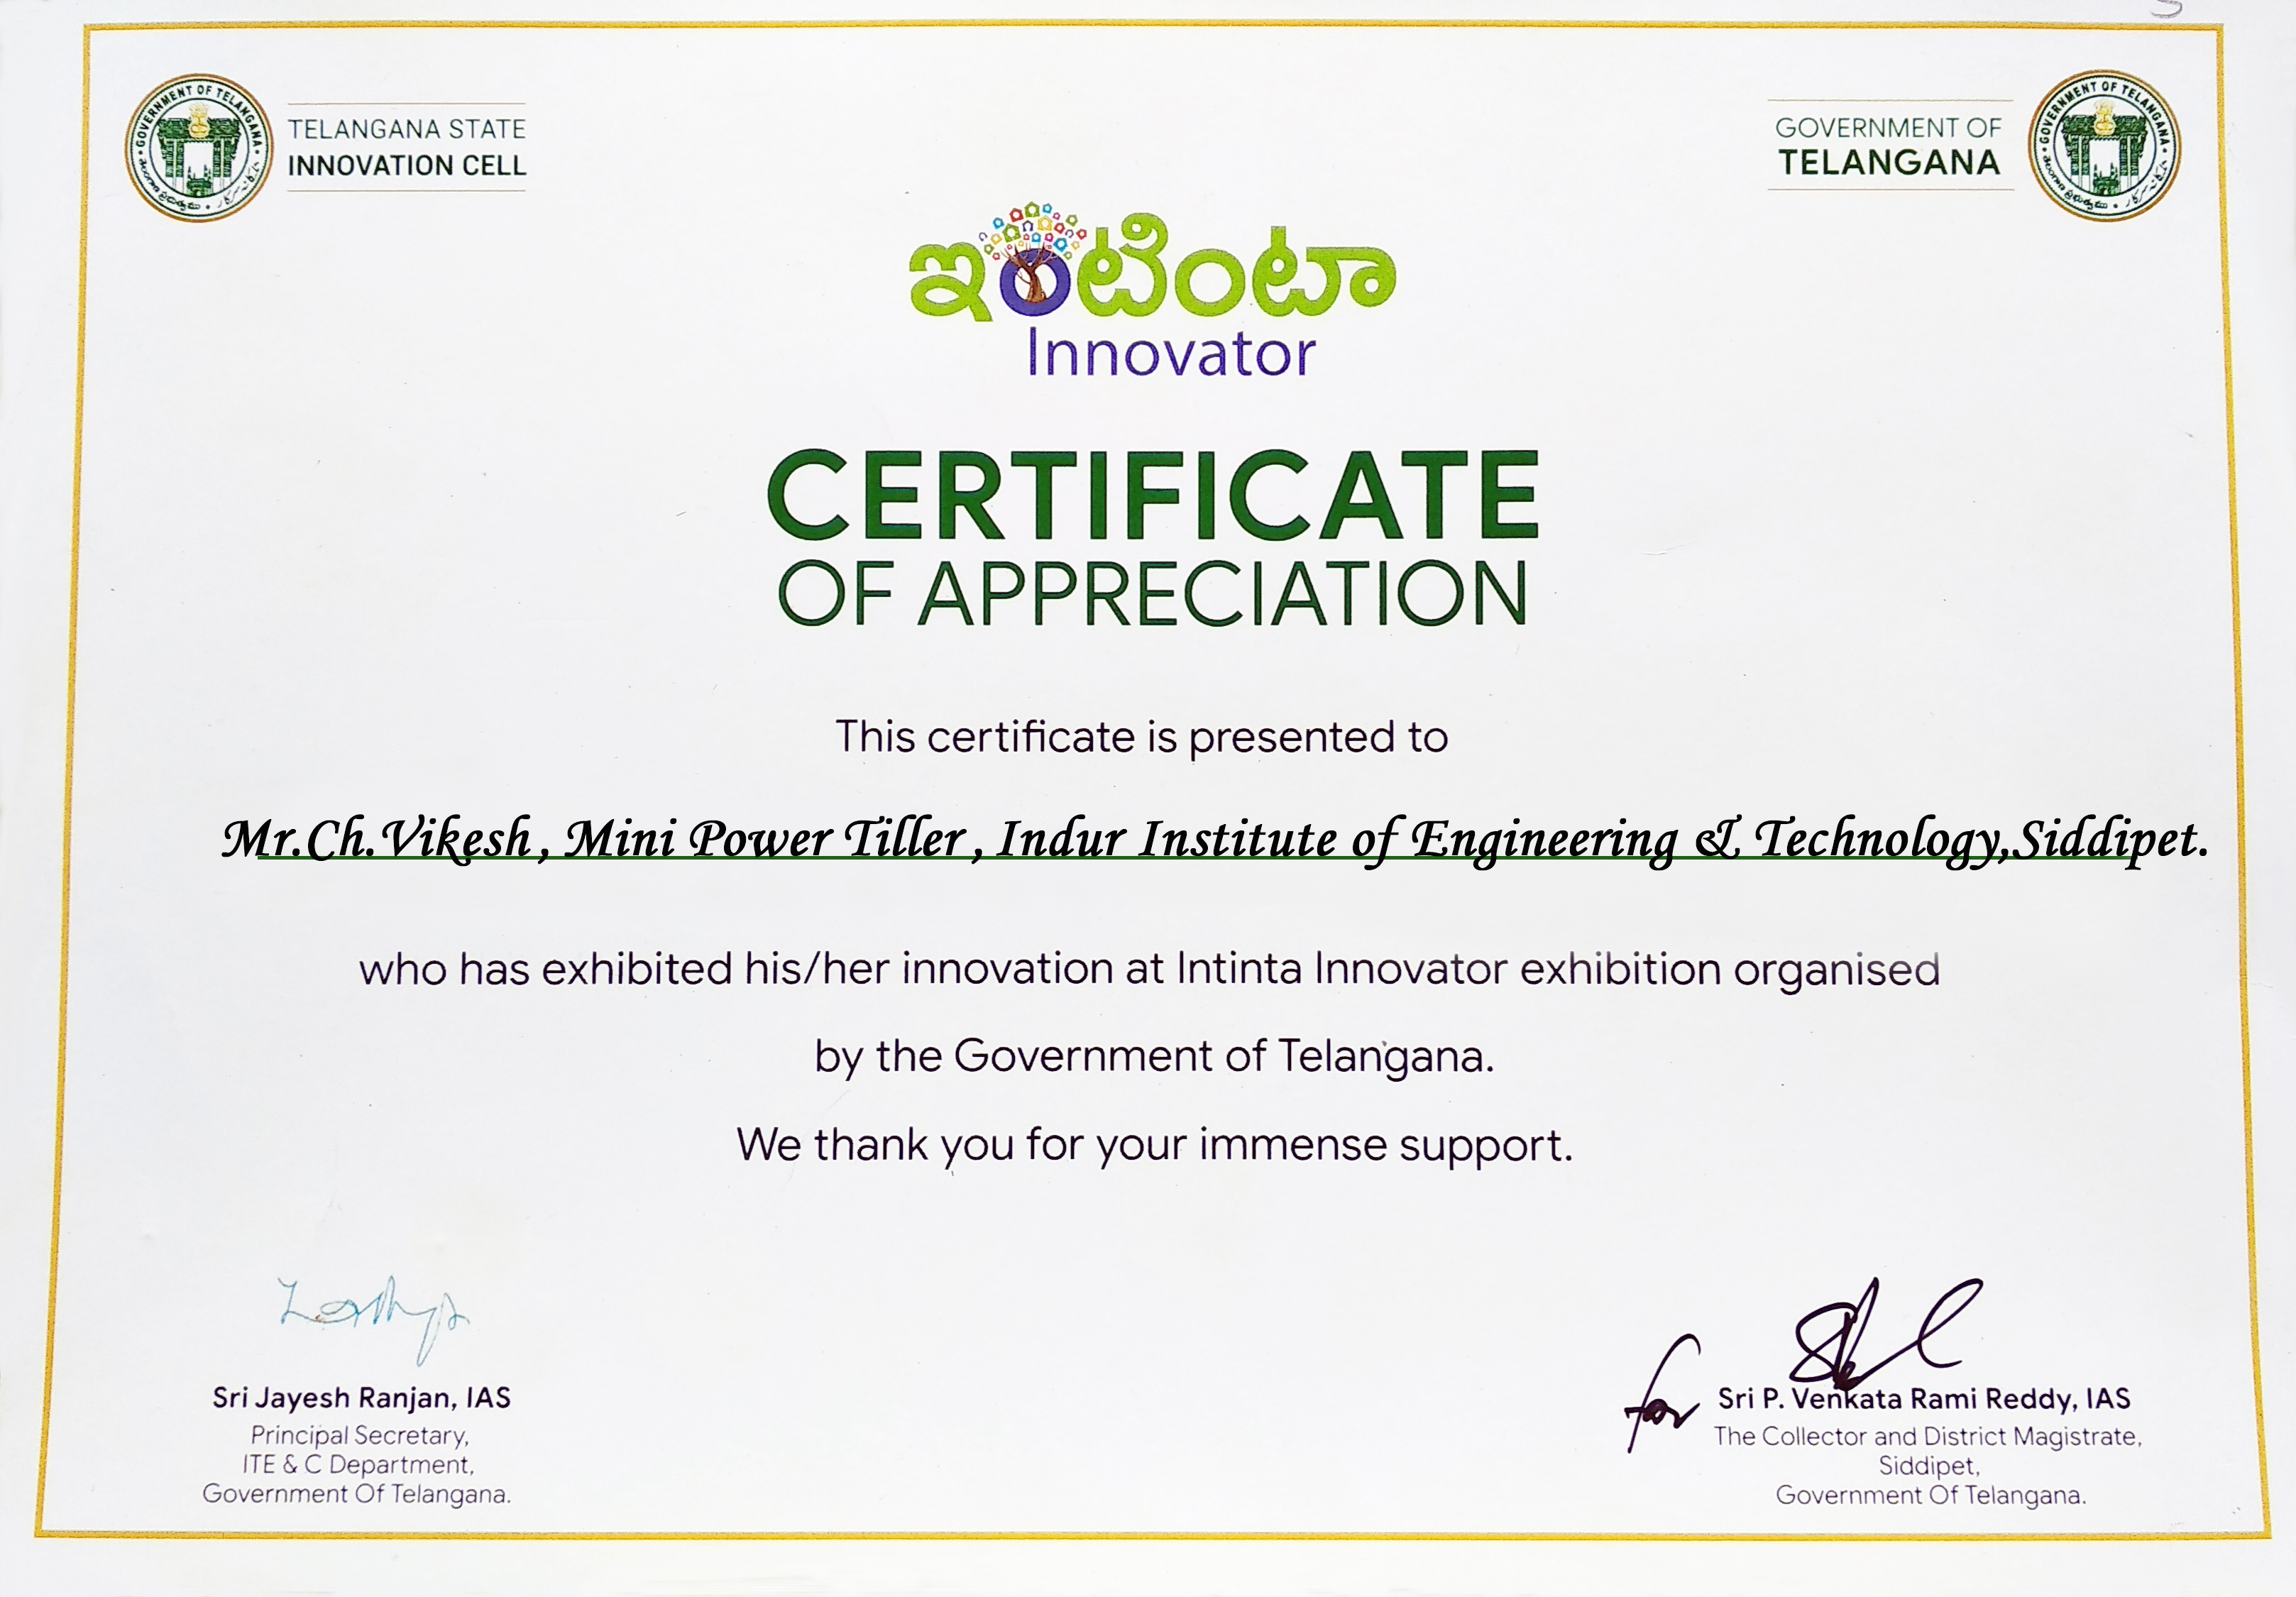 GOVERNMENT OF TELANGANA
TELANGANA STATE
INNOVATION CELL
GOVERNMENT OF
TELANGANA
GOVERNMENT OF TELANGANA
ఇంటింటా
Innovator
CERTIFICATE
OF APPRECIATION
This certificate is presented to
Mr.Ch.Vikesh, Mini Power Tiller, Indur Institute of Engineering & Technology,Siddipet.
who has exhibited his/her innovation at Intinta Innovator exhibition organised
by the Government of Telangana.
We thank you for your immense support.
Sri Jayesh Ranjan, IAS
Principal Secretary,
ITE & C Department,
Government Of Telangana.
for
Sri P. Venkata Rami Reddy, IAS
The Collector and District Magistrate,
Siddipet,
Government Of Telangana.